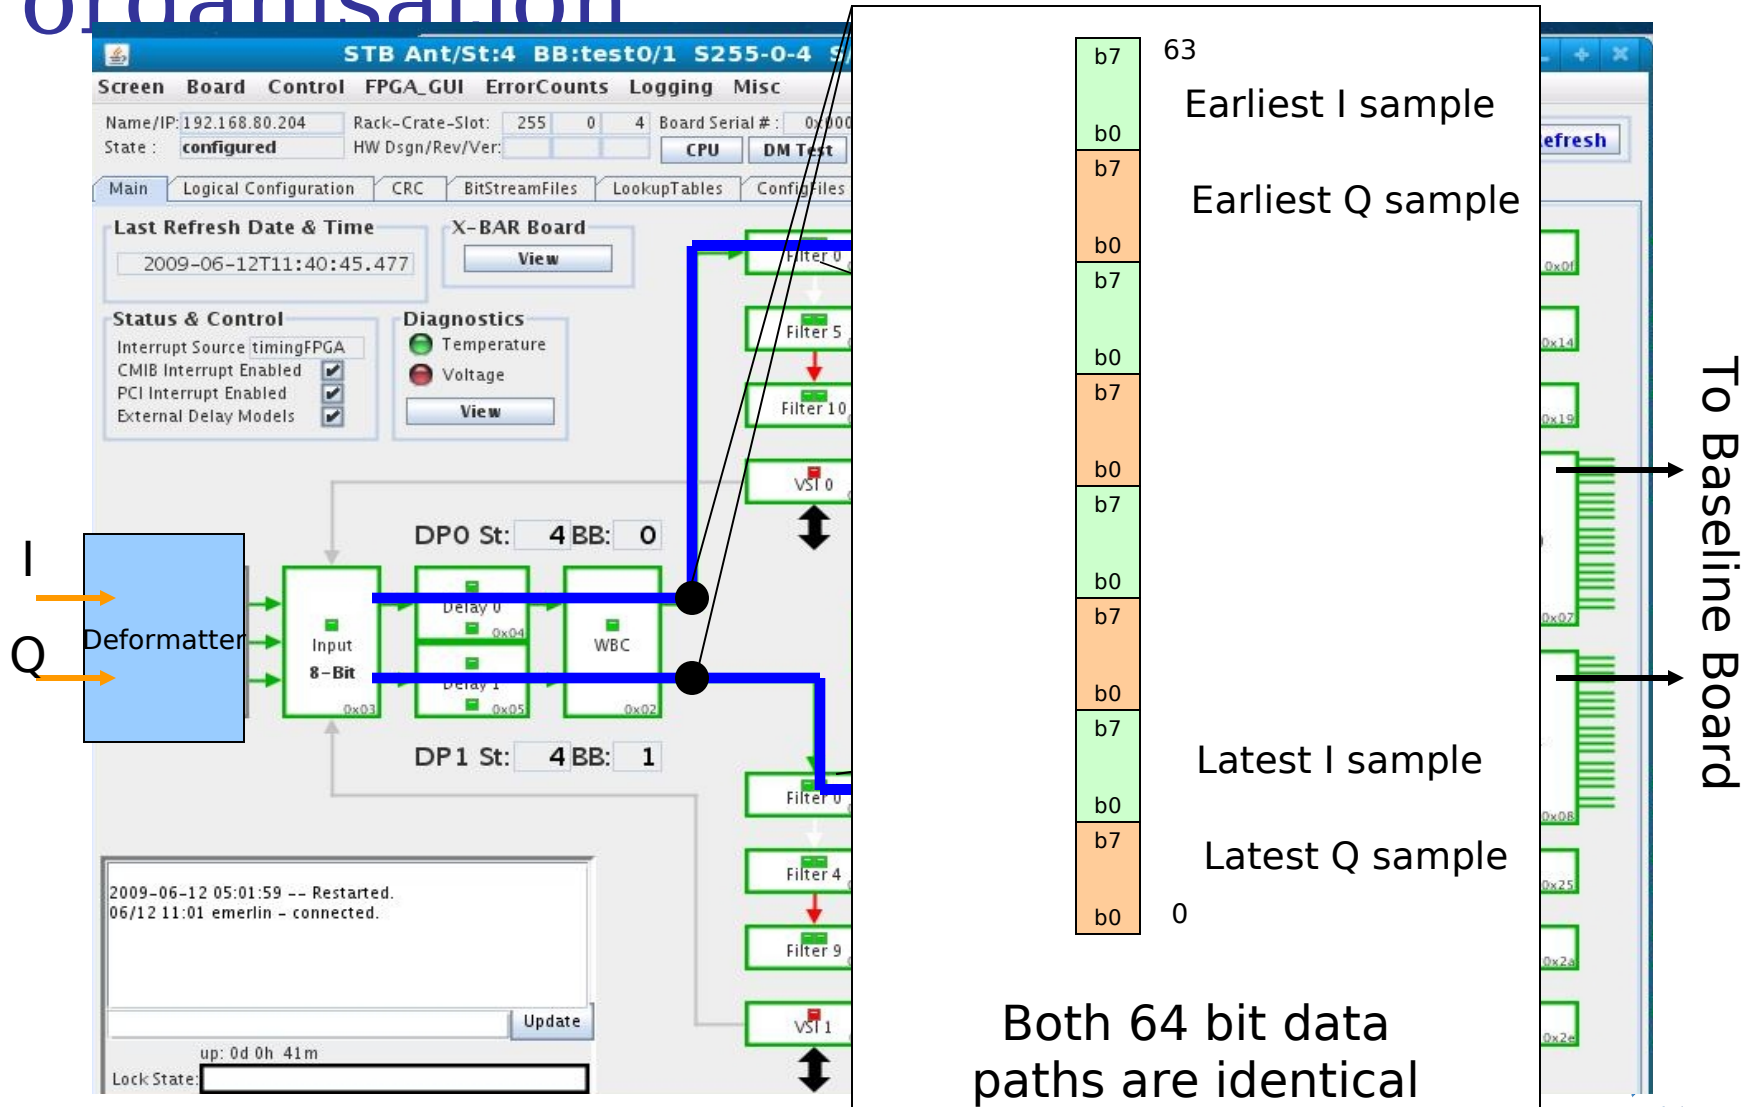 organisation
STB Ant/St:4 BB:test0/1 S255-0-4
Screen Board Control FPGA_GUI ErrorCounts Logging Misc
Name/IP: 192.168.80.204 Rack-Crate-Slot: 255 0 4 Board Serial # :
State : configured HW Dsgn/Rev/Ver: CPU DM Test
Main Logical Configuration CRC BitStreamFiles LookupTables ConfigFiles
Last Refresh Date & Time
2009-06-12T11:40:45.477
X-BAR Board
View
Status & Control
Interrupt Source timingFPGA
CMIB Interrupt Enabled
PCI Interrupt Enabled
External Delay Models
Diagnostics
Temperature
Voltage
View
Filter 0
Filter 5
Filter 10
VSI 0
DP0 St: 4 BB: 0
I
Q
Deformatter
Input
8-Bit
0x03
Delay 0
0x04
Delay 1
0x05
WBC
0x02
DP1 St: 4 BB: 1
Filter 0
Filter 4
Filter 9
VSI 1
2009-06-12 05:01:59 -- Restarted.
06/12 11:01 emerlin - connected.
Update
up: 0d 0h 41m
Lock State:
b7 63
Earliest I sample
b0
b7
Earliest Q sample
b0
b7
b0
b7
b0
b7
b0
b7
b0
b7
Latest I sample
b0
b7
Latest Q sample
b0 0
Both 64 bit data
paths are identical
0x0f
0x14
0x19
0x07
0x08
0x25
0x2a
0x2e
To Baseline Board